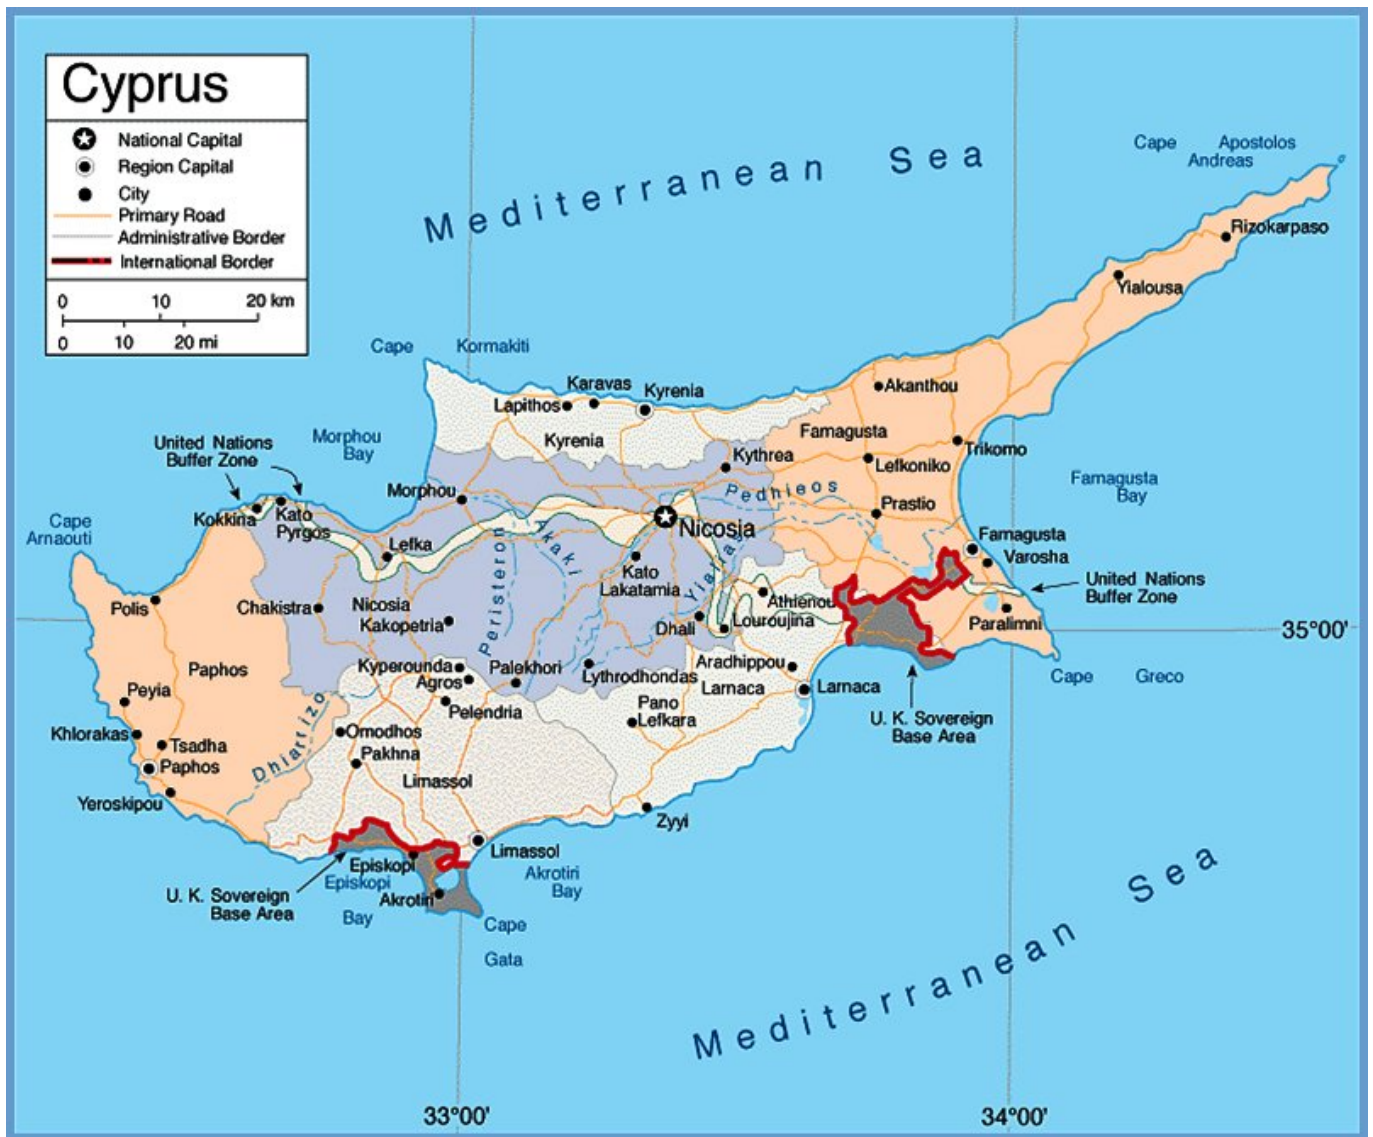 Cyprus
National Capital
Region Capital
City
Primary Road
Administrative Border
International Border
0 10 20 km
0 10 20 mi
Mediterranean Sea
Cape Apostolos
Andreas
Rizokarpaso
Yialousa
Cape Kormakiti
Karavas
Kyrenia
Lapithos
Akanthou
Kyrenia
Famagusta
Trikomo
Morphou
Bay
United Nations
Buffer Zone
Kythrea
Lefkoniko
Famagusta
Bay
Morphou
Pedhieos
Prastio
Kokkina
Kato
Pyrgos
Cape
Arnaouti
Nicosia
Famagusta
Varosha
Lefka
Akaki
Peristeron
Yialias
Kato
Lakatamia
United Nations
Buffer Zone
Polis
Chakistra
Nicosia
Kakopetria
Athienou
Louroujina
Dhali
Paralimni
35°00'
Paphos
Kyperounda
Agros
Palekhori
Lythrodhondas
Aradhippou
Larnaca
Larnaca
Cape Greco
Peyia
Pelendria
Pano
Lefkara
U. K. Sovereign
Base Area
Khlorakas
Tsadha
Paphos
Dhiarizo
Omodhos
Pakhna
Limassol
Yeroskipou
Zyyi
Limassol
Episkopi
Episkopi
Bay
Akrotiri
Bay
U. K. Sovereign
Base Area
Akrotiri
Cape
Gata
Mediterranean Sea
33°00'
34°00'